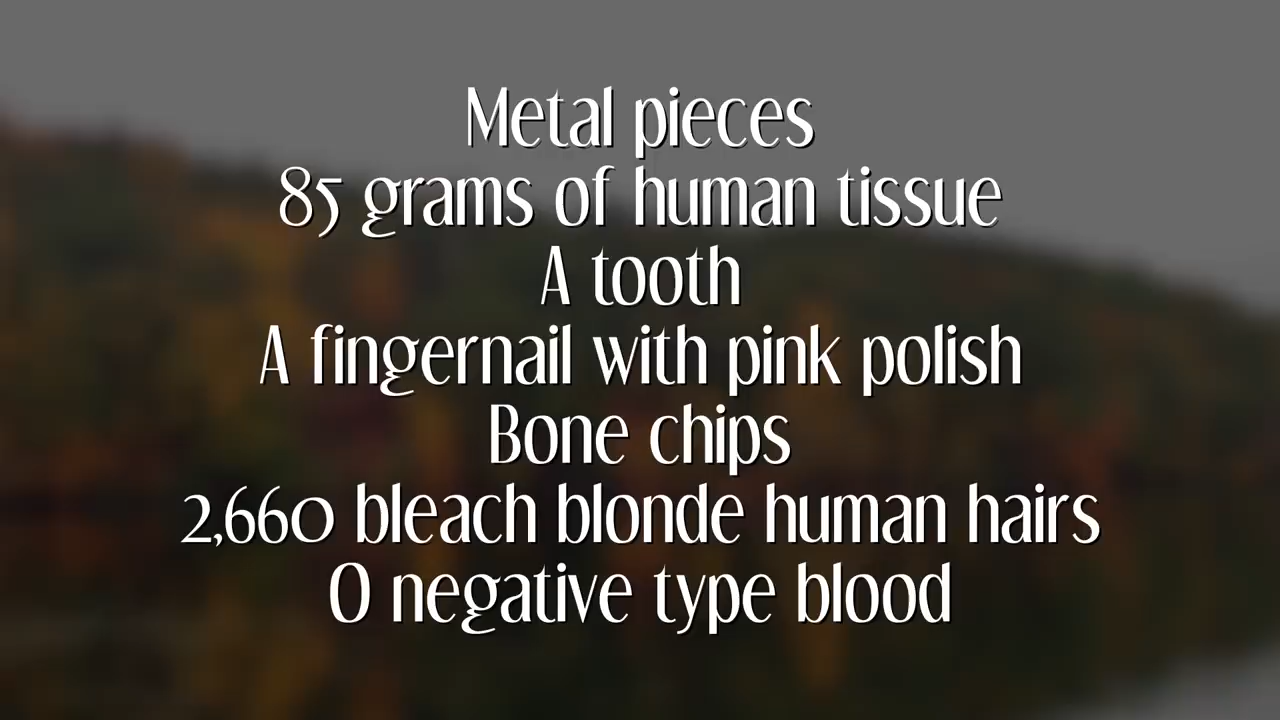 Metal pieces
85 grams of human tissue
A tooth
A fingernail with pink polish
Bone chips
2,660 bleach blonde human hairs
O negative type blood